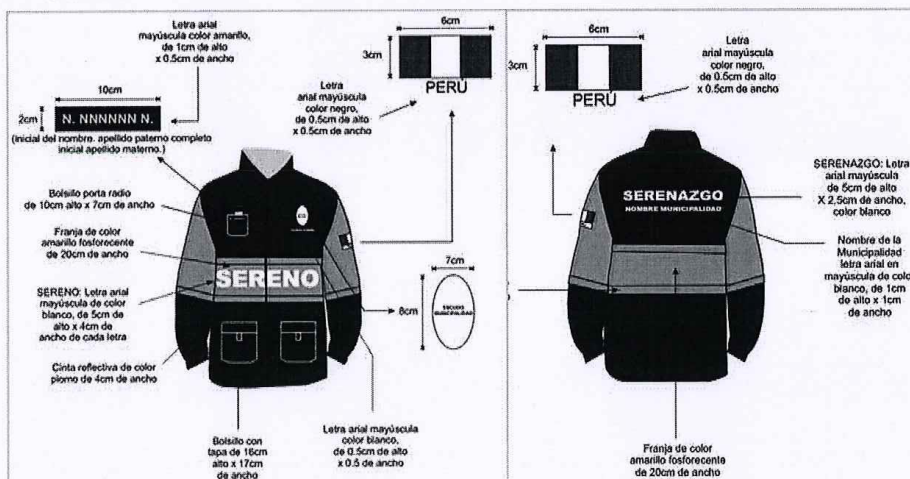 Letra arial
mayúscula color amarillo,
de 1cm de alto
x 0.5cm de ancho
10cm
2cm
N. NNNNNN N.
(inicial del nombre. apellido paterno completo
inicial apellido materno.)
6cm
3cm
PERÚ
Letra
arial mayúscula
color negro,
de 0.5cm de alto
x 0.5cm de ancho
Bolsillo porta radio
de 10cm alto x 7cm de ancho
Franja de color
amarillo fosforecente
de 20cm de ancho
SERENO: Letra arial
mayúscula de color
blanco, de 5cm de
alto x 4cm de
ancho de cada letra
Cinta reflectiva de color
plomo de 4cm de ancho
SERENO
7cm
8cm
ESCUDO
MUNICIPALIDAD
Bolsillo con
tapa de 16cm
alto x 17cm
de ancho
Letra arial mayúscula
color blanco,
de 0.5cm de alto
x 0.5 de ancho
6cm
3cm
PERÚ
Letra
arial mayúscula
color negro,
de 0.5cm de alto
x 0.5cm de ancho
SERENAZGO
NOMBRE MUNICIPALIDAD
SERENAZGO: Letra
arial mayúscula
de 5cm de alto
X 2,5cm de ancho,
color blanco
Nombre de la
Municipalidad
letra arial en
mayúscula de colo
blanco, de 1cm
de alto x 1cm
de ancho
Franja de color
amarillo fosforecente
de 20cm de ancho